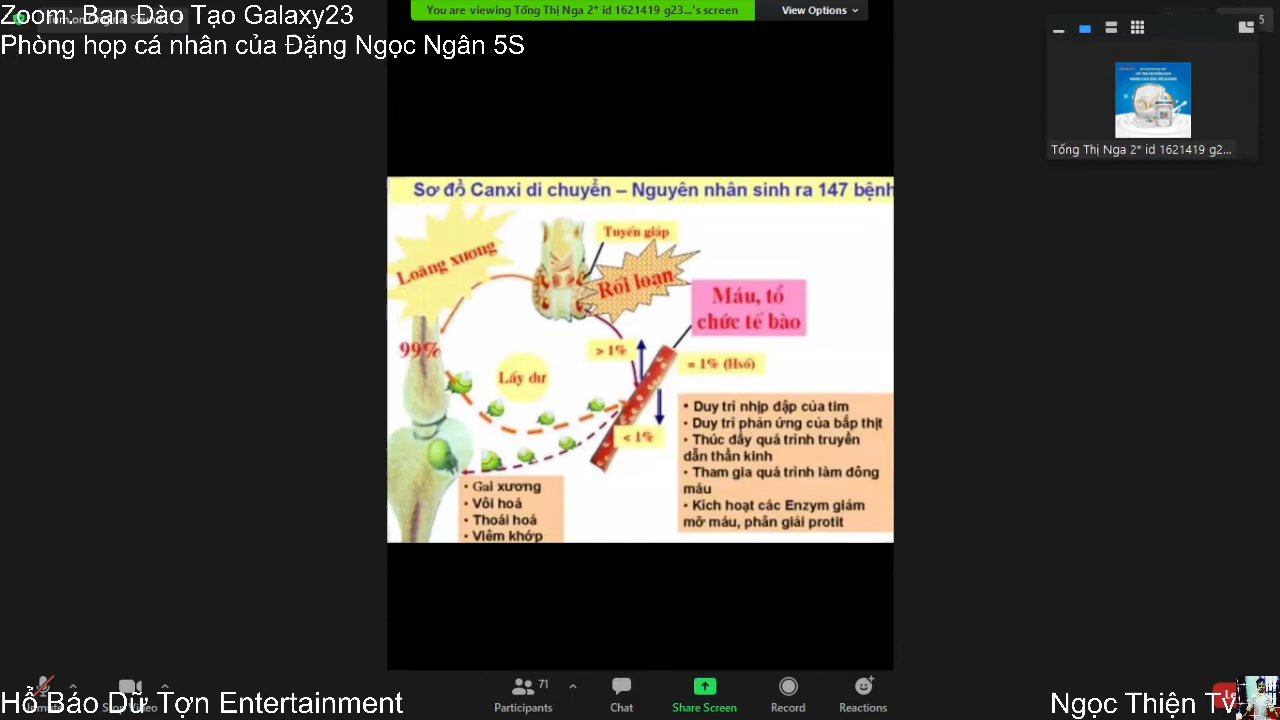 Zoom: Ban Đào Tạo Galaxy23
Phòng họp cá nhân của Đặng Ngọc Ngân 5S
You are viewing Tống Thị Nga 2* id 1621419 g23...'s screen
View Options
Tống Thị Nga 2* id 1621419 g2...
Sơ đồ Canxi di chuyển – Nguyên nhân sinh ra 147 bệnh
Tuyến giáp
Loãng xương
Rối loạn
Máu, tổ
chức tế bào
99%
> 1%
= 1% (Hsố)
Lấy dư
< 1%
• Duy trì nhịp đập của tim
• Duy trì phản ứng của bắp thịt
• Thúc đẩy quá trình truyền
dẫn thần kinh
• Tham gia quá trình làm đông
máu
• Kích hoạt các Enzym giảm
mỡ máu, phân giải protit
• Gai xương
• Vôi hoá
• Thoái hoá
• Viêm khớp
71
Participants
Chat
Share Screen
Record
Reactions
Hổ Báo Dừ Tợn Entertainment
Ngọc Thiện Tv